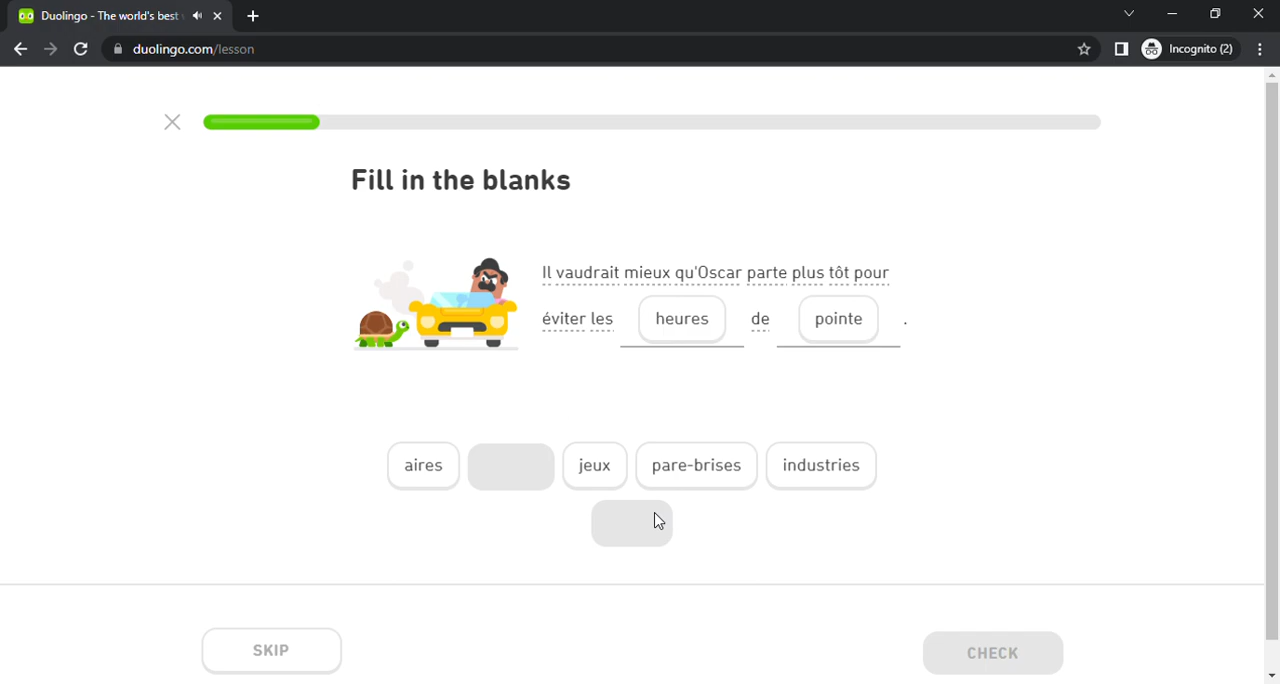 Duolingo - The world's best
duolingo.com/lesson
Incognito (2)
Fill in the blanks
Il vaudrait mieux qu'Oscar parte plus tôt pour
éviter les heures de pointe .
aires jeux pare-brises industries
SKIP CHECK